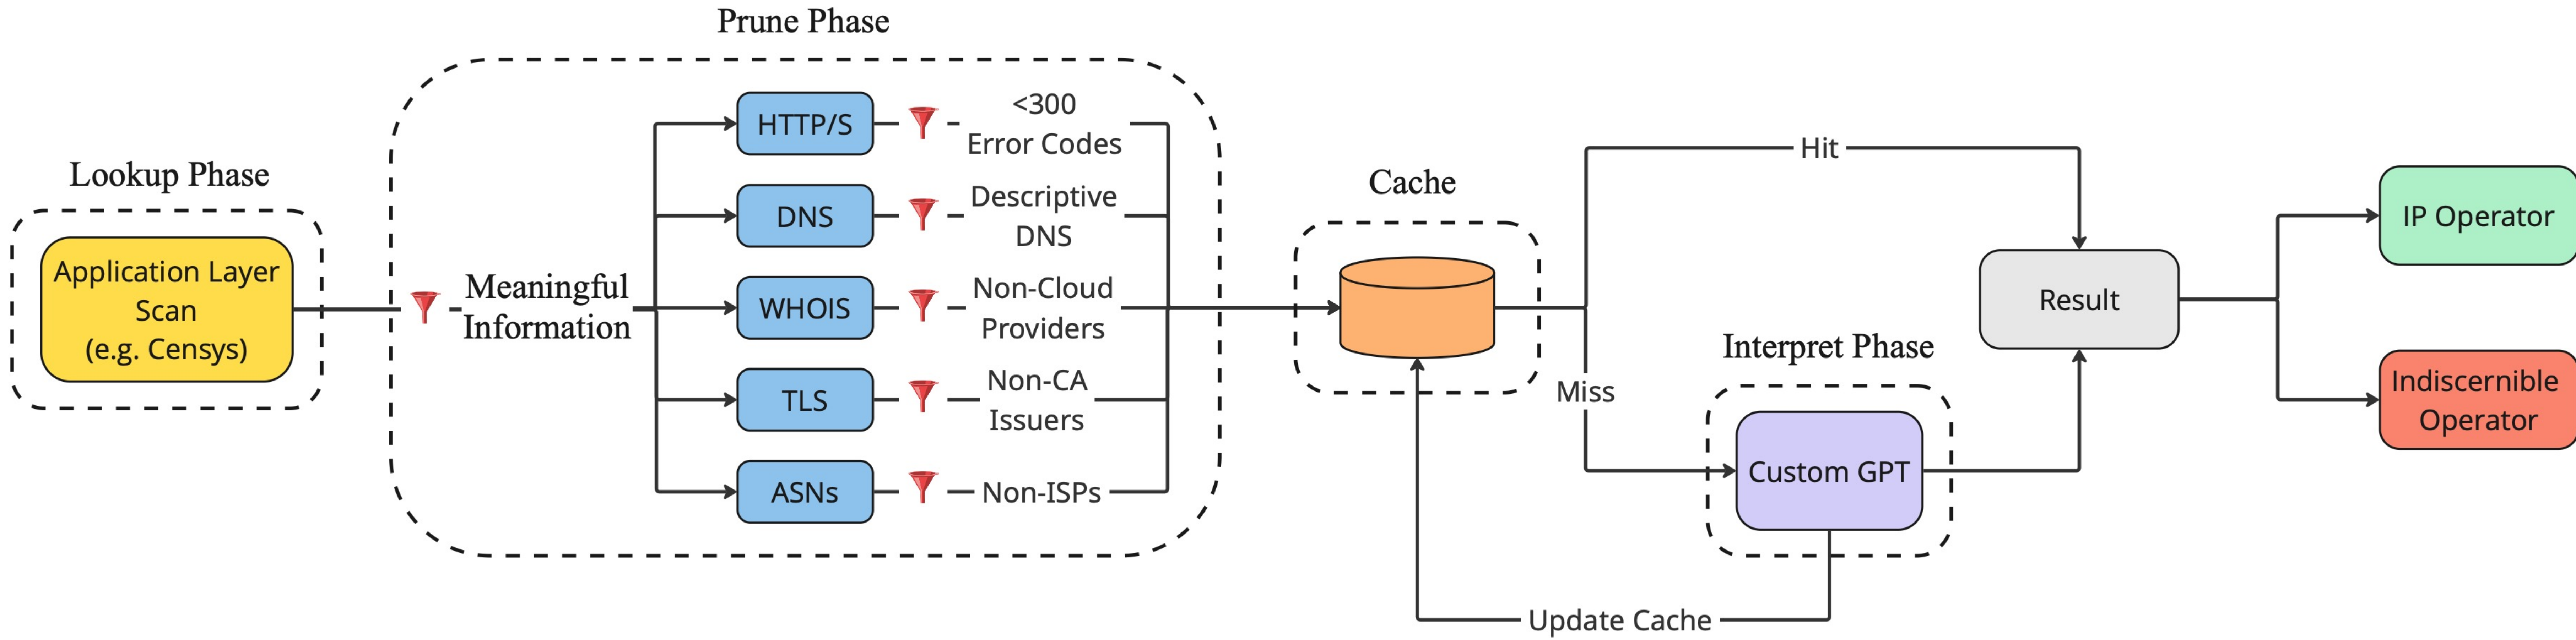 Prune Phase
Lookup Phase
Application Layer
Scan
(e.g. Censys)
Meaningful
Information
HTTP/S
<300
Error Codes
DNS
Descriptive
DNS
WHOIS
Non-Cloud
Providers
TLS
Non-CA
Issuers
ASNs
Non-ISPs
Cache
Hit
Miss
Interpret Phase
Custom GPT
Update Cache
Result
IP Operator
Indiscernible
Operator